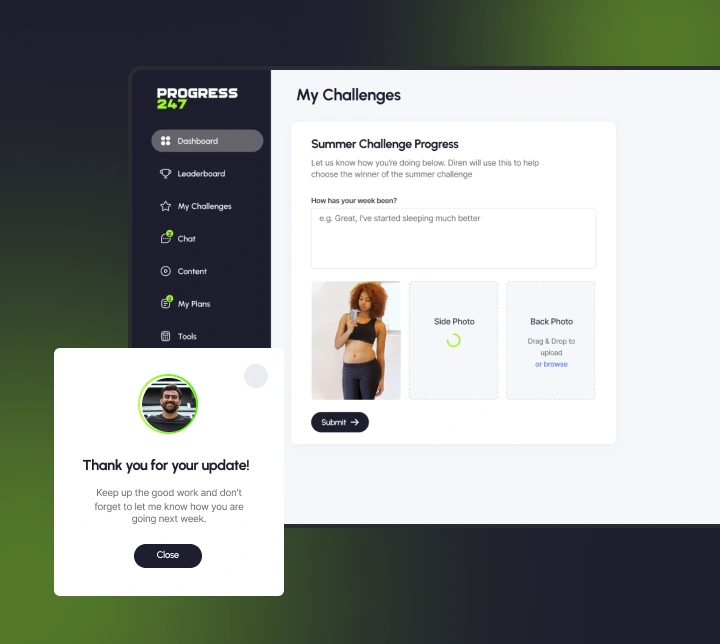 PROGRESS
247
Dashboard
Leaderboard
My Challenges
2
Chat
Content
2
My Plans
Tools
My Challenges
Summer Challenge Progress
Let us know how you're doing below. Diren will use this to help
choose the winner of the summer challenge
How has your week been?
e.g. Great, I've started sleeping much better
Side Photo
Back Photo
Drag & Drop to
upload
or browse
Submit
Thank you for your update!
Keep up the good work and don't
forget to let me know how you are
going next week.
Close